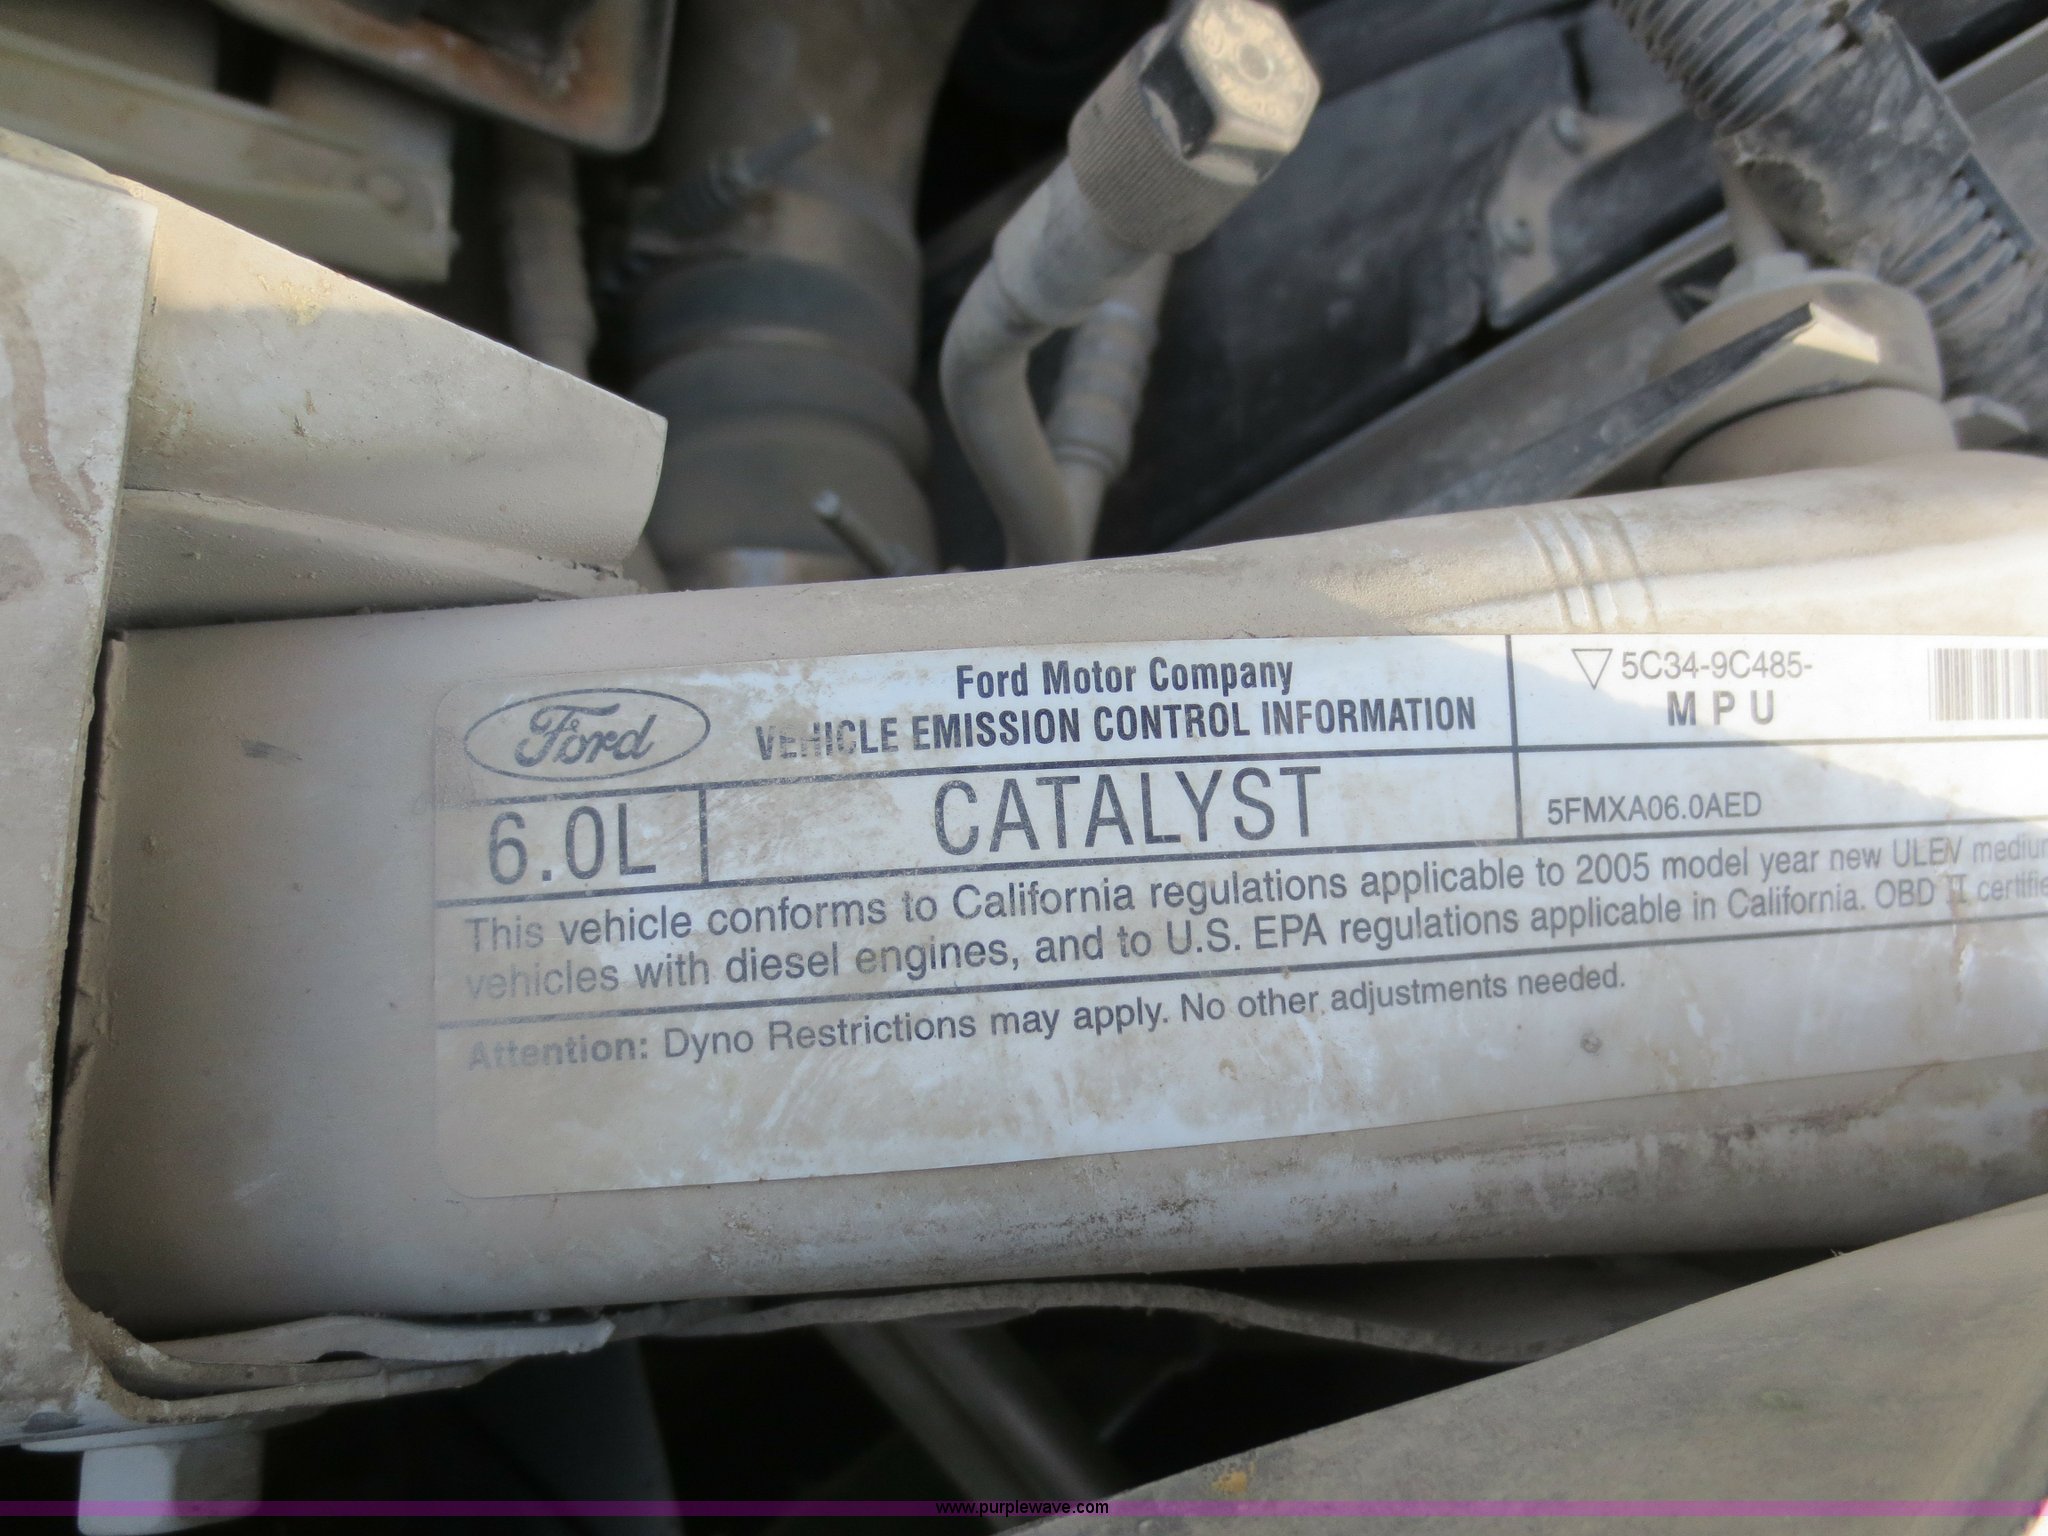 Ford
Ford Motor Company
VEHICLE EMISSION CONTROL INFORMATION
5C34-9C485-
M P U
6.0L
CATALYST
5FMXA06.0AED
This vehicle conforms to California regulations applicable to 2005 model year new ULEV
vehicles with diesel engines, and to U.S. EPA regulations applicable in California. OBD II
Attention: Dyno Restrictions may apply. No other adjustments needed.
www.purplewave.com